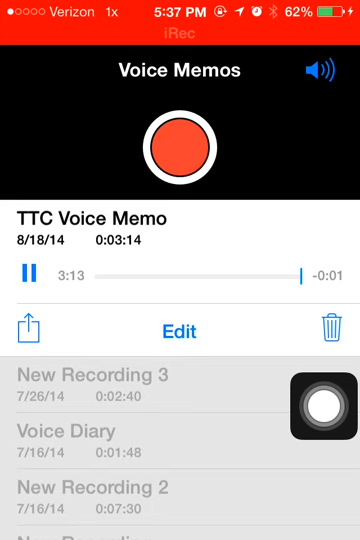 Verizon 1x 5:37 PM 62%
iRec
Voice Memos
TTC Voice Memo
8/18/14 0:03:14
3:13 -0:01
Edit
New Recording 3
7/26/14 0:02:40
Voice Diary
7/16/14 0:01:48
New Recording 2
7/16/14 0:07:30